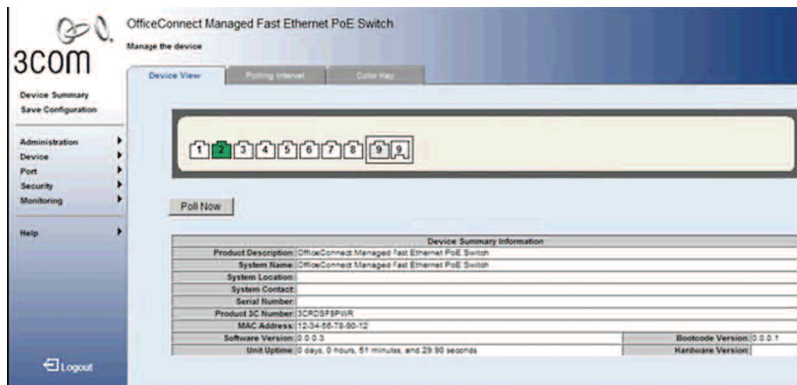 OfficeConnect Managed Fast Ethernet PoE Switch
Manage the device
3COM
Device View
Polling Interval
Color Key
Device Summary
Save Configuration
Administration
Device
Port
Security
Monitoring
Help
Logout
1 2 3 4 5 6 7 8 9 9
Poll Now
Device Summary Information
Product Description: OfficeConnect Managed Fast Ethernet PoE Switch
System Name: OfficeConnect Managed Fast Ethernet PoE Switch
System Location:
System Contact:
Serial Number:
Product 3C Number: 3CRDSF9PWR
MAC Address: 12-34-56-78-90-12
Software Version: 0.0.0.3 Bootcode Version: 0.0.0.1
Unit Uptime: 0 days, 0 hours, 51 minutes, and 29.90 seconds Hardware Version: